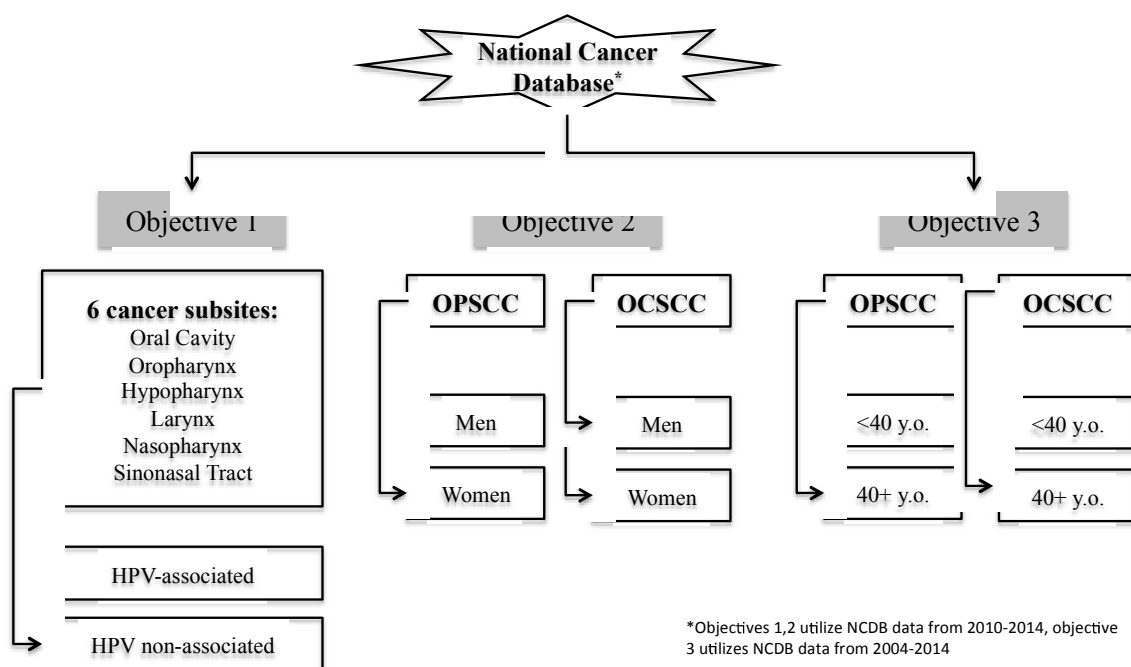 National Cancer
Database*
Objective 1
Objective 2
Objective 3
6 cancer subsites:
Oral Cavity
Oropharynx
Hypopharynx
Larynx
Nasopharynx
Sinonasal Tract
HPV-associated
HPV non-associated
OPSCC
Men
Women
OCSCC
Men
Women
OPSCC
<40 y.o.
40+ y.o.
OCSCC
<40 y.o.
40+ y.o.
*Objectives 1,2 utilize NCDB data from 2010-2014, objective
3 utilizes NCDB data from 2004-2014